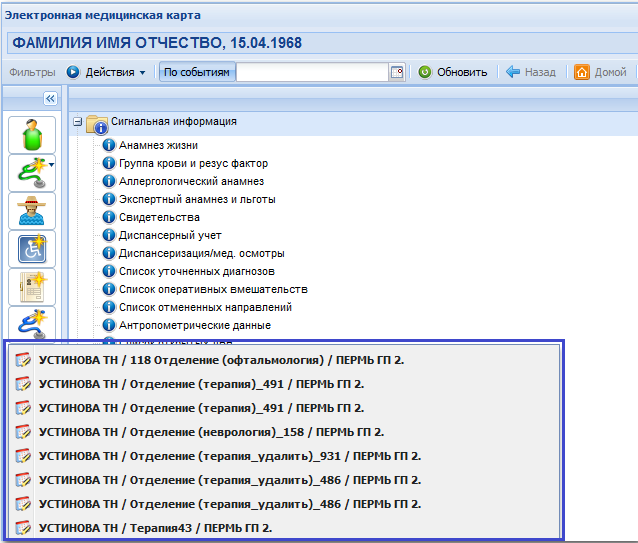 Электронная медицинская карта
ФАМИЛИЯ ИМЯ ОТЧЕСТВО, 15.04.1968
Фильтры Действия По событиям Обновить Назад Домой
Сигнальная информация
Анамнез жизни
Группа крови и резус фактор
Аллергологический анамнез
Экспертный анамнез и льготы
Свидетельства
Диспансерный учет
Диспансеризация/мед. осмотры
Список уточненных диагнозов
Список оперативных вмешательств
Список отмененных направлений
Антропометрические данные
Список открытых
УСТИНОВА ТН / 118 Отделение (офтальмология) / ПЕРМЬ ГП 2.
УСТИНОВА ТН / Отделение (терапия)_491 / ПЕРМЬ ГП 2.
УСТИНОВА ТН / Отделение (терапия)_491 / ПЕРМЬ ГП 2.
УСТИНОВА ТН / Отделение (неврология)_158 / ПЕРМЬ ГП 2.
УСТИНОВА ТН / Отделение (терапия_удалить)_931 / ПЕРМЬ ГП 2.
УСТИНОВА ТН / Отделение (терапия_удалить)_486 / ПЕРМЬ ГП 2.
УСТИНОВА ТН / Отделение (терапия_удалить)_486 / ПЕРМЬ ГП 2.
УСТИНОВА ТН / Терапия43 / ПЕРМЬ ГП 2.